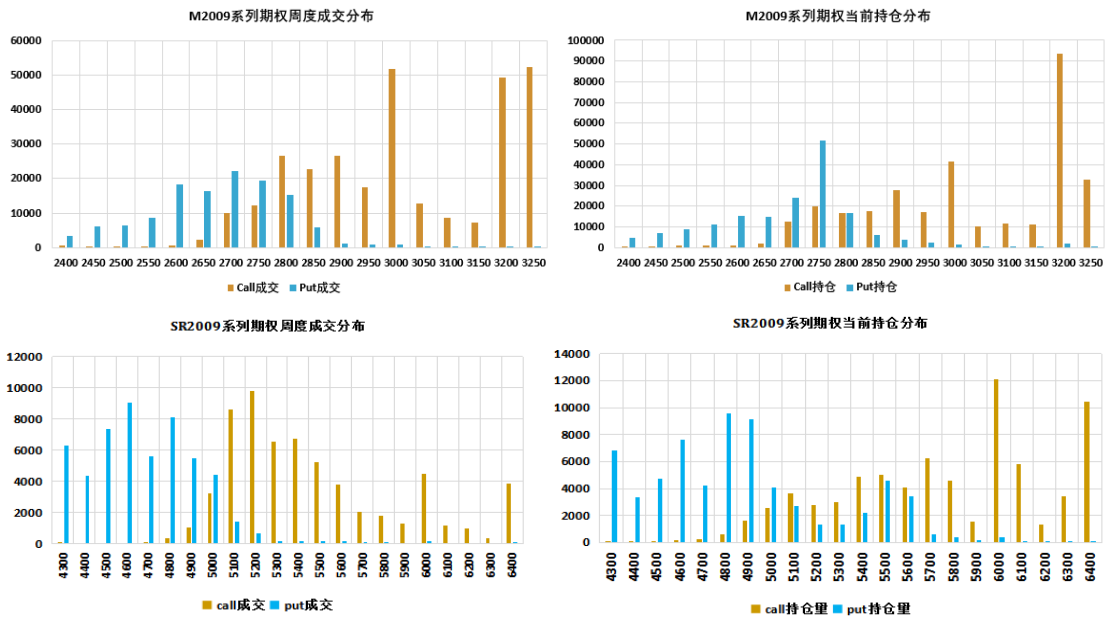 M2009系列期权周度成交分布
60000
50000
40000
30000
20000
10000
0
2400 2450 2500 2550 2600 2650 2700 2750 2800 2850 2900 2950 3000 3050 3100 3150 3200 3250
Call成交 Put成交
M2009系列期权当前持仓分布
100000
90000
80000
70000
60000
50000
40000
30000
20000
10000
0
2400 2450 2500 2550 2600 2650 2700 2750 2800 2850 2900 2950 3000 3050 3100 3150 3200 3250
Call持仓 Put持仓
SR2009系列期权周度成交分布
12000
10000
8000
6000
4000
2000
0
4300 4400 4500 4600 4700 4800 4900 5000 5100 5200 5300 5400 5500 5600 5700 5800 5900 6000 6100 6200 6300 6400
call成交 put成交
SR2009系列期权当前持仓分布
14000
12000
10000
8000
6000
4000
2000
0
4300 4400 4500 4600 4700 4800 4900 5000 5100 5200 5300 5400 5500 5600 5700 5800 5900 6000 6100 6200 6300 6400
call持仓量 put持仓量